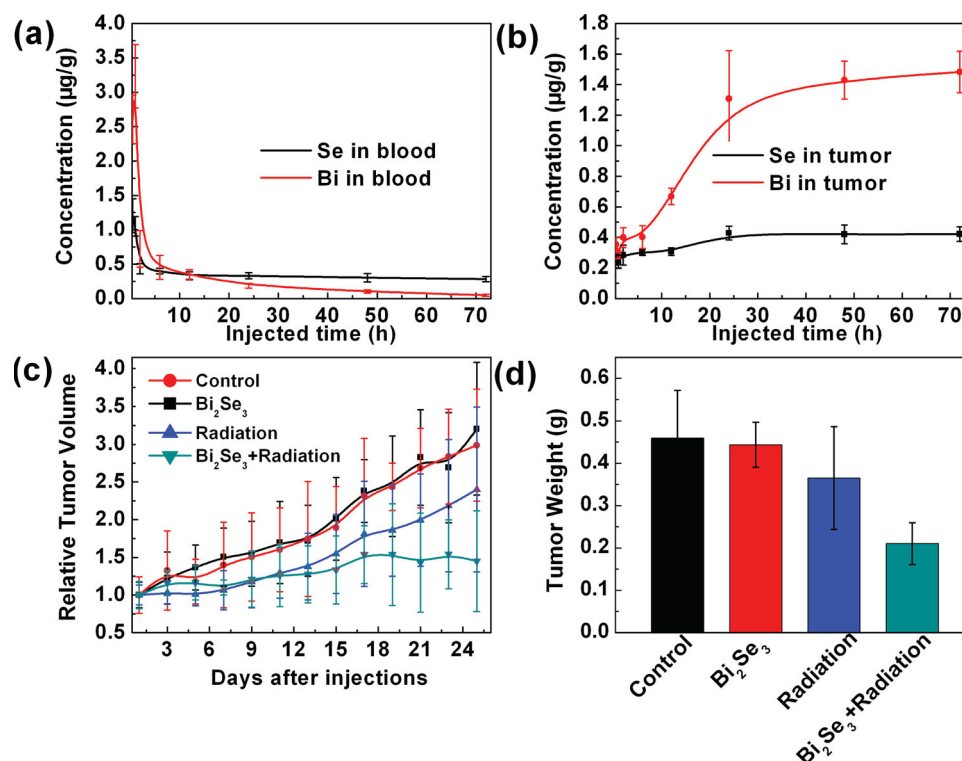 (a)
4.0
3.5
3.0
2.5
2.0
1.5
1.0
0.5
0.0
Concentration (µg/g)
Se in blood
Bi in blood
10 20 30 40 50 60 70
Injected time (h)
(b)
1.8
1.6
1.4
1.2
1.0
0.8
0.6
0.4
0.2
0.0
Concentration (µg/g)
Se in tumor
Bi in tumor
10 20 30 40 50 60 70
Injected time (h)
(c)
4.0
3.5
3.0
2.5
2.0
1.5
1.0
Relative Tumor Volume
Control
Bi₂Se₃
Radiation
Bi₂Se₃+Radiation
3 6 9 12 15 18 21 24
Days after injections
(d)
0.6
0.5
0.4
0.3
0.2
0.1
0.0
Tumor Weight (g)
Control
Bi₂Se₃
Radiation
Bi₂Se₃+Radiation